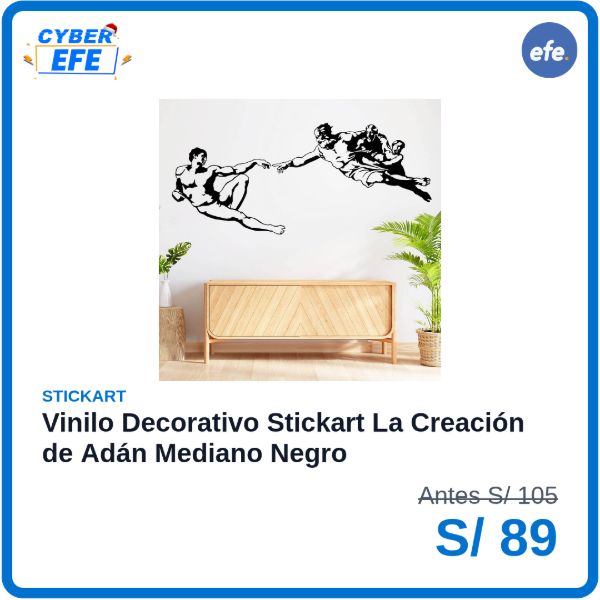 CYBER
EFE
efe.
STICKART
Vinilo Decorativo Stickart La Creación
de Adán Mediano Negro
Antes S/ 105
S/ 89